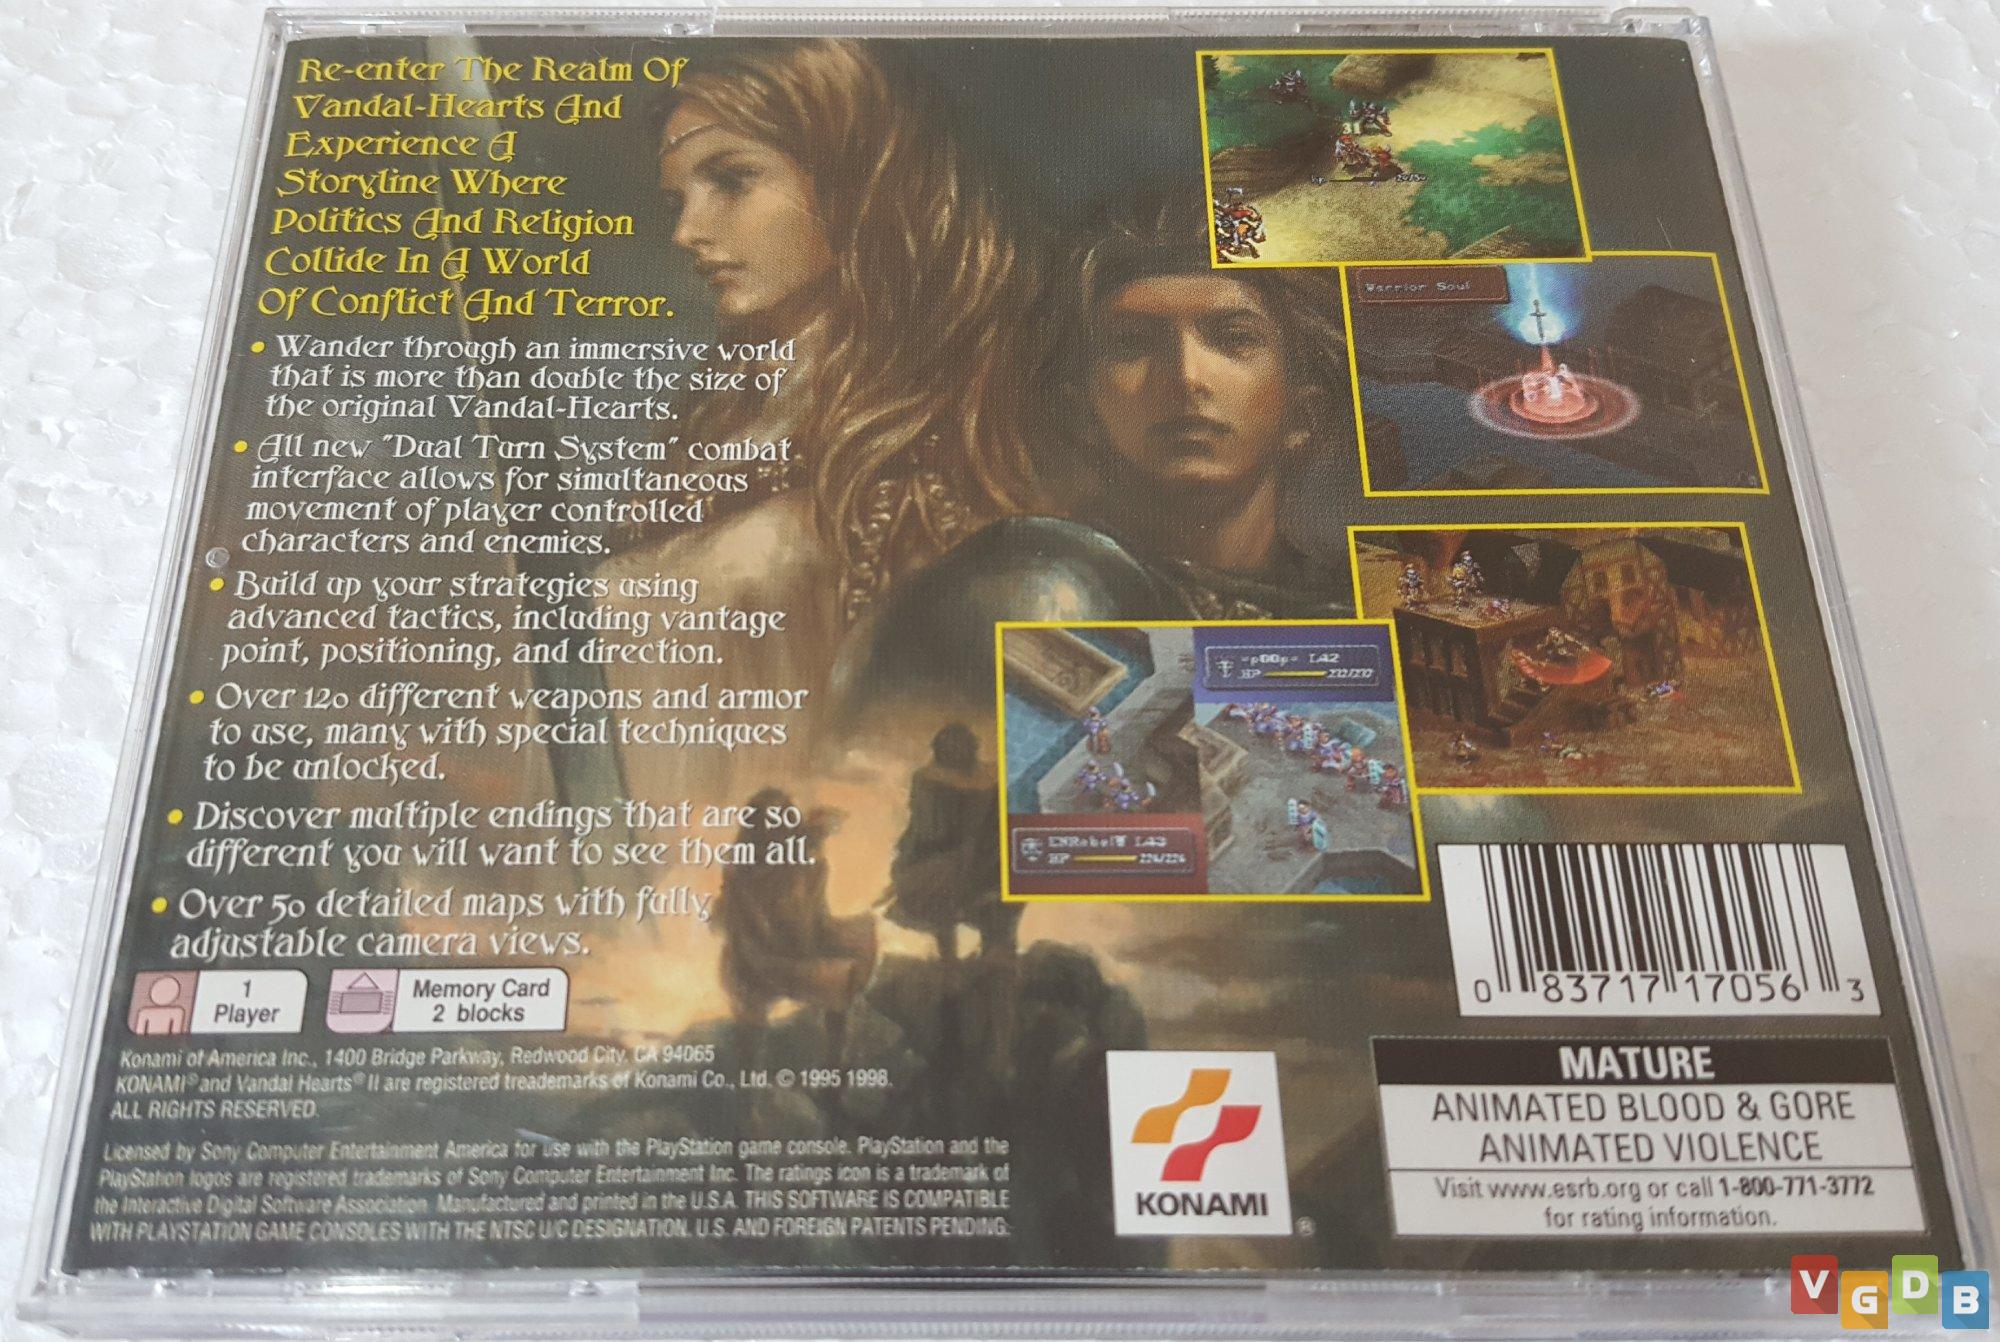 Re-enter The Realm Of
Vandal-Hearts And
Experience A
Storyline Where
Politics And Religion
Collide In A World
Of Conflict And Terror.
• Wander through an immersive world
that is more than double the size of
the original Vandal-Hearts.
• All new "Dual Turn System" combat
interface allows for simultaneous
movement of player controlled
characters and enemies.
• Build up your strategies using
advanced tactics, including vantage
point, positioning, and direction.
• Over 120 different weapons and armor
to use, many with special techniques
to be unlocked.
• Discover multiple endings that are so
different you will want to see them all.
• Over 50 detailed maps with fully
adjustable camera views.
1
Player
Memory Card
2 blocks
Konami of America Inc., 1400 Bridge Parkway, Redwood City, CA 94065
KONAMI® and Vandal Hearts® II are registered treademarks of Konami Co., Ltd. © 1995 1998.
ALL RIGHTS RESERVED.
Licensed by Sony Computer Entertainment America for use with the PlayStation game console. PlayStation and the
PlayStation logos are registered trademarks of Sony Computer Entertainment Inc. The ratings icon is a trademark of
the Interactive Digital Software Association. Manufactured and printed in the U.S.A. THIS SOFTWARE IS COMPATIBLE
WITH PLAYSTATION GAME CONSOLES WITH THE NTSC U/C DESIGNATION. U.S. AND FOREIGN PATENTS PENDING.
31
Warrior Soul
L42
HP 232/232
L43
HP 224/224
0 83717 17056 3
KONAMI
®
MATURE
ANIMATED BLOOD & GORE
ANIMATED VIOLENCE
Visit www.esrb.org or call 1-800-771-3772
for rating information.
VGDB